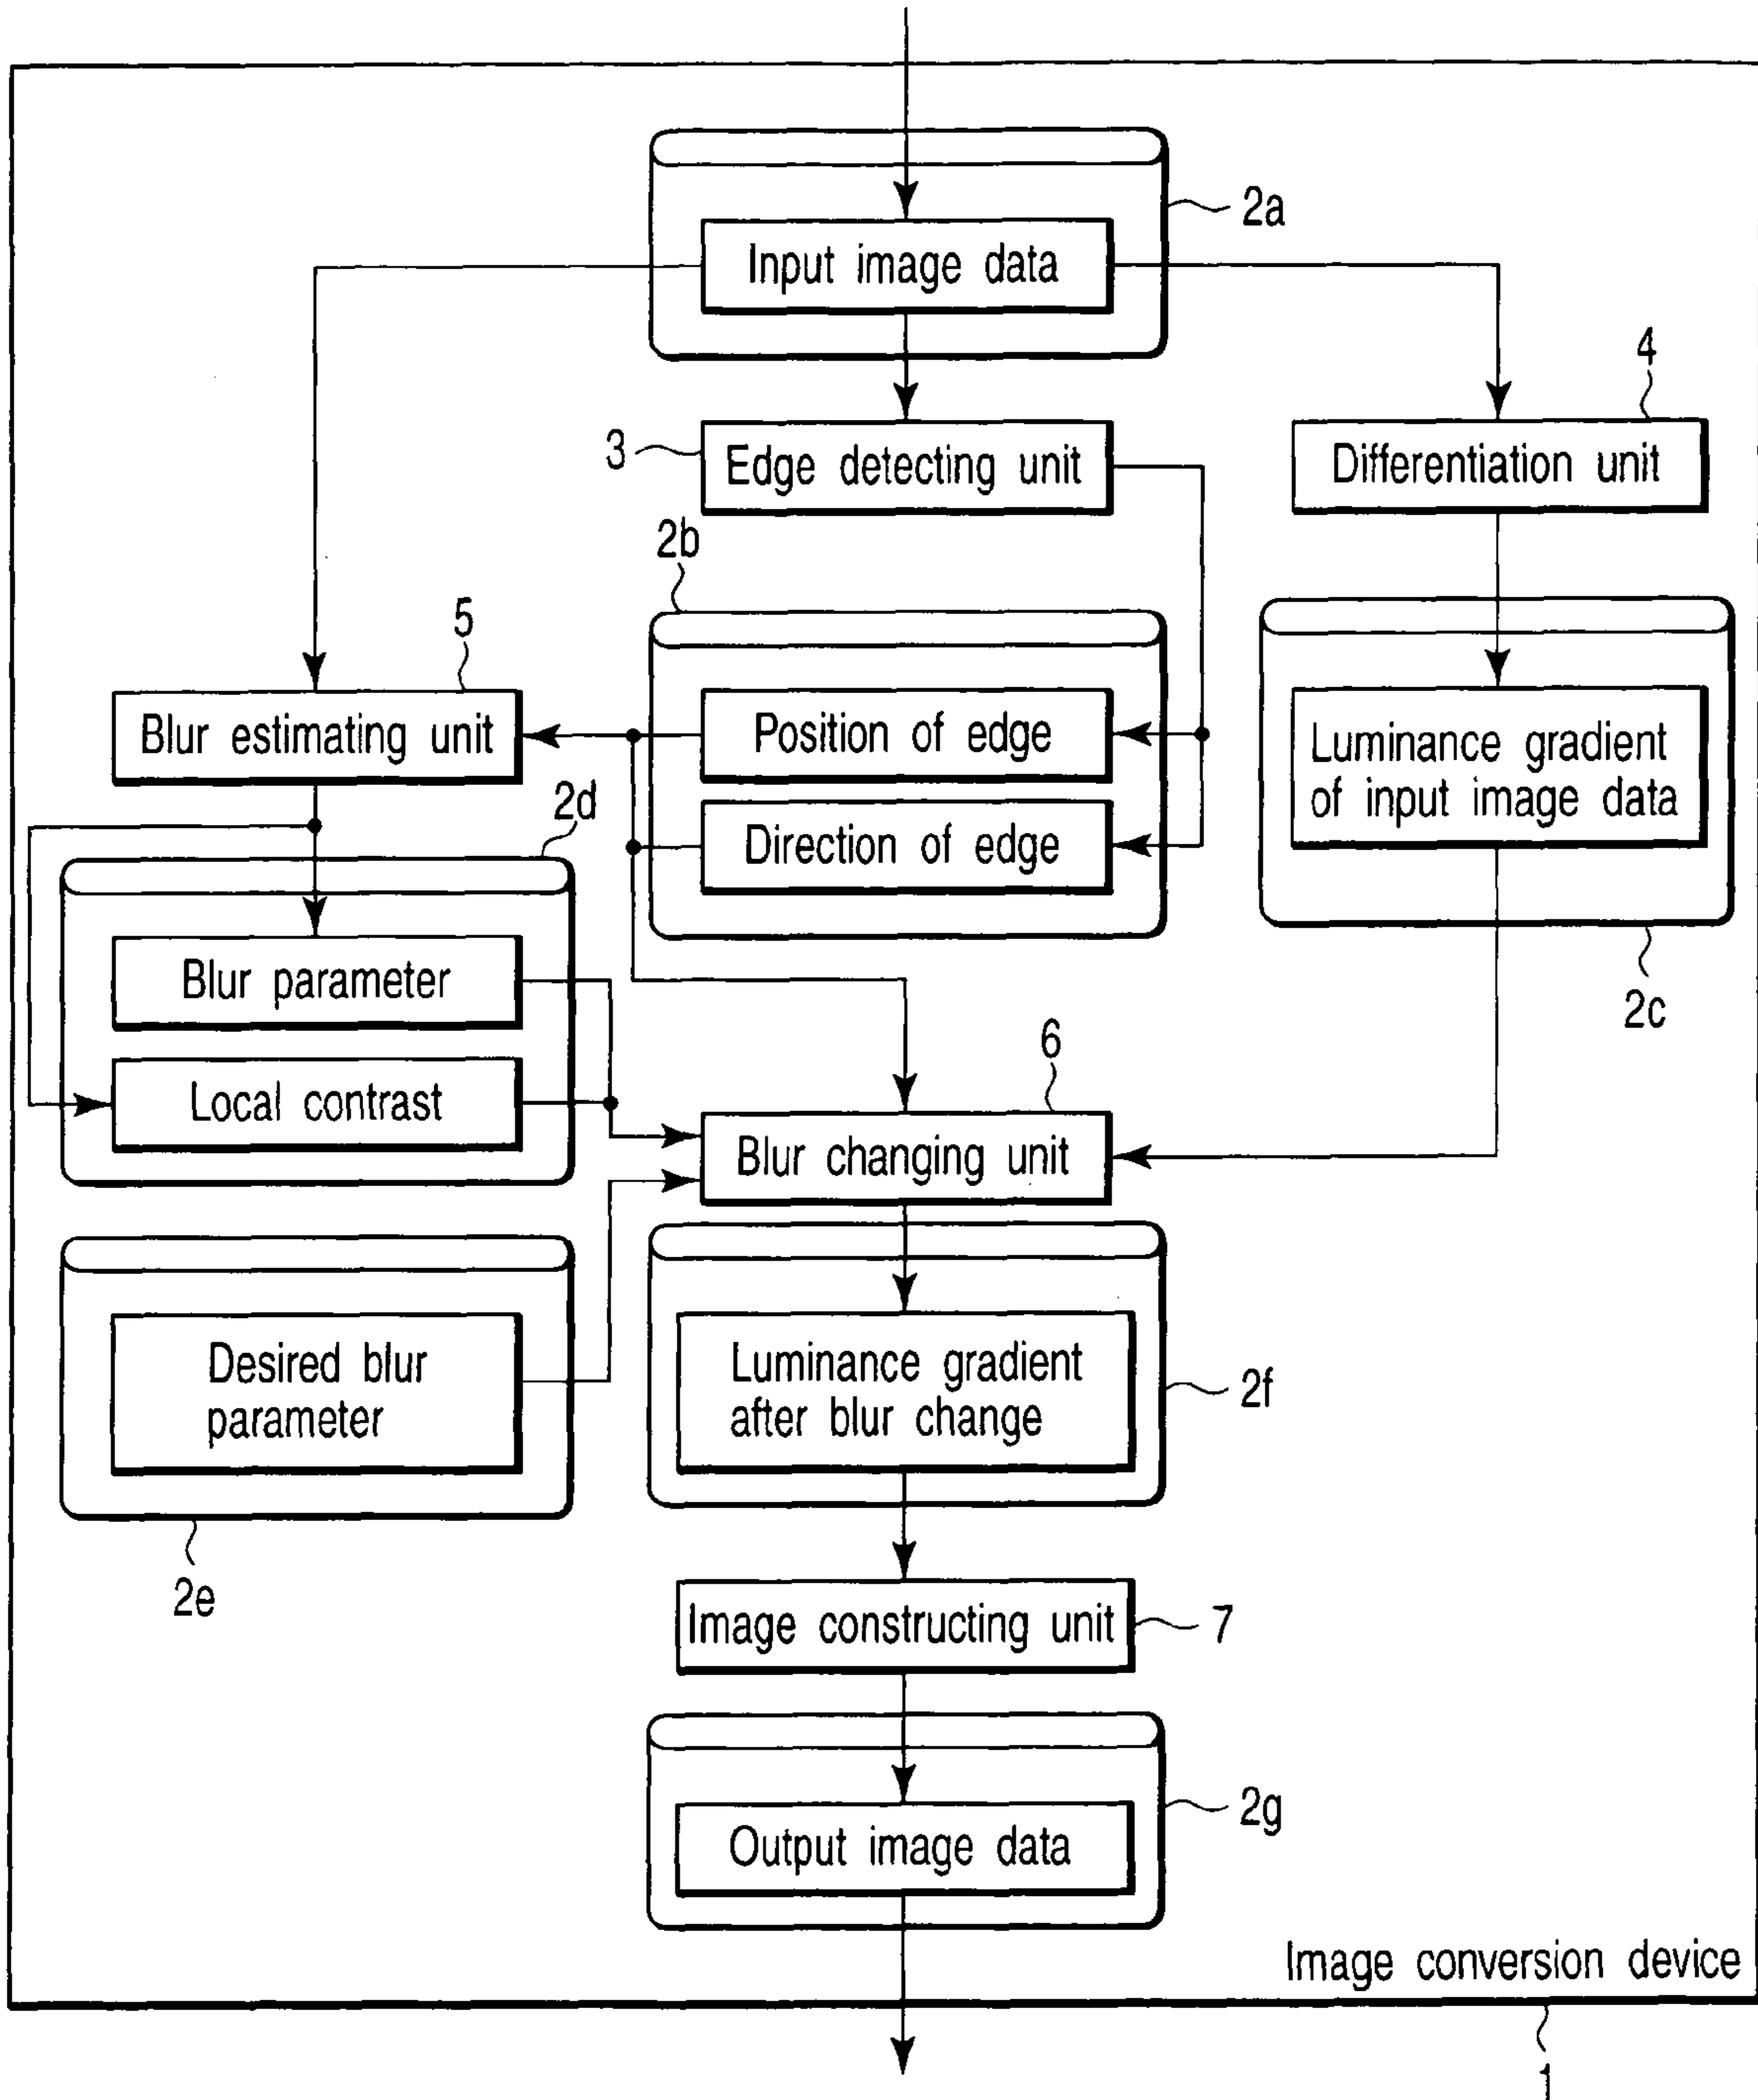 2a
Input image data
4
3
Edge detecting unit
Differentiation unit
2b
5
Blur estimating unit
Position of edge
Luminance gradient
of input image data
2d
Direction of edge
Blur parameter
2c
6
Local contrast
Blur changing unit
Desired blur
parameter
Luminance gradient
after blur change
2f
2e
Image constructing unit
7
2g
Output image data
Image conversion device
1